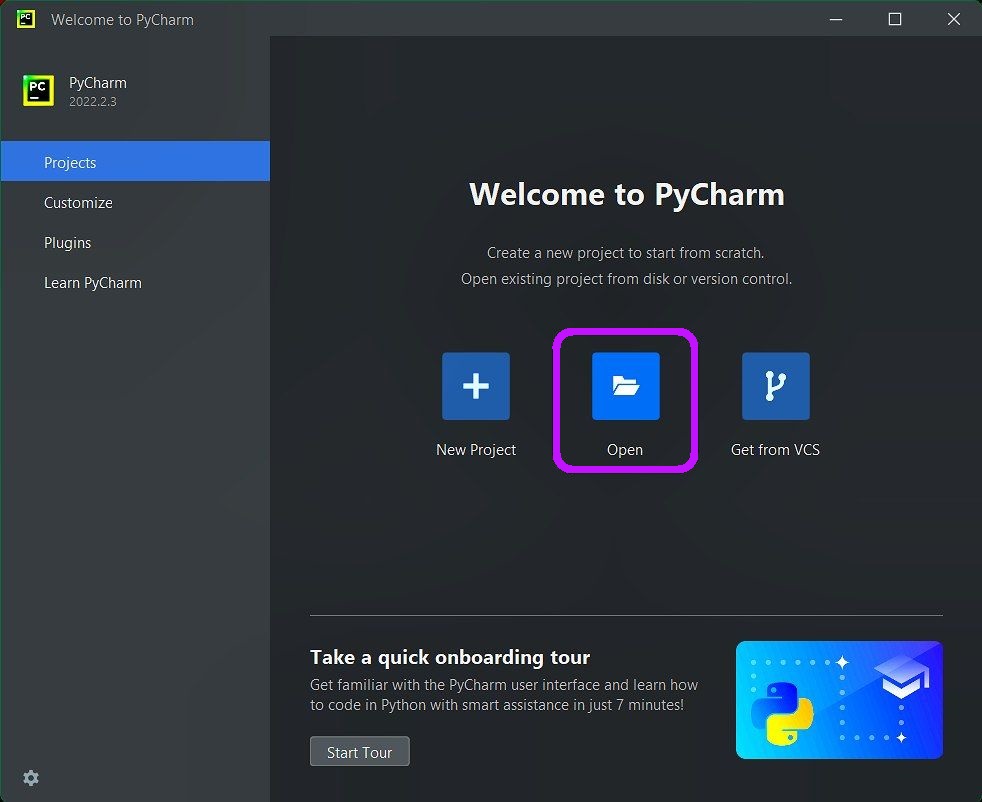 Welcome to PyCharm
PC
PyCharm
2022.2.3
Projects
Customize
Plugins
Learn PyCharm
Welcome to PyCharm
Create a new project to start from scratch.
Open existing project from disk or version control.
New Project
Open
Get from VCS
Take a quick onboarding tour
Get familiar with the PyCharm user interface and learn how
to code in Python with smart assistance in just 7 minutes!
Start Tour